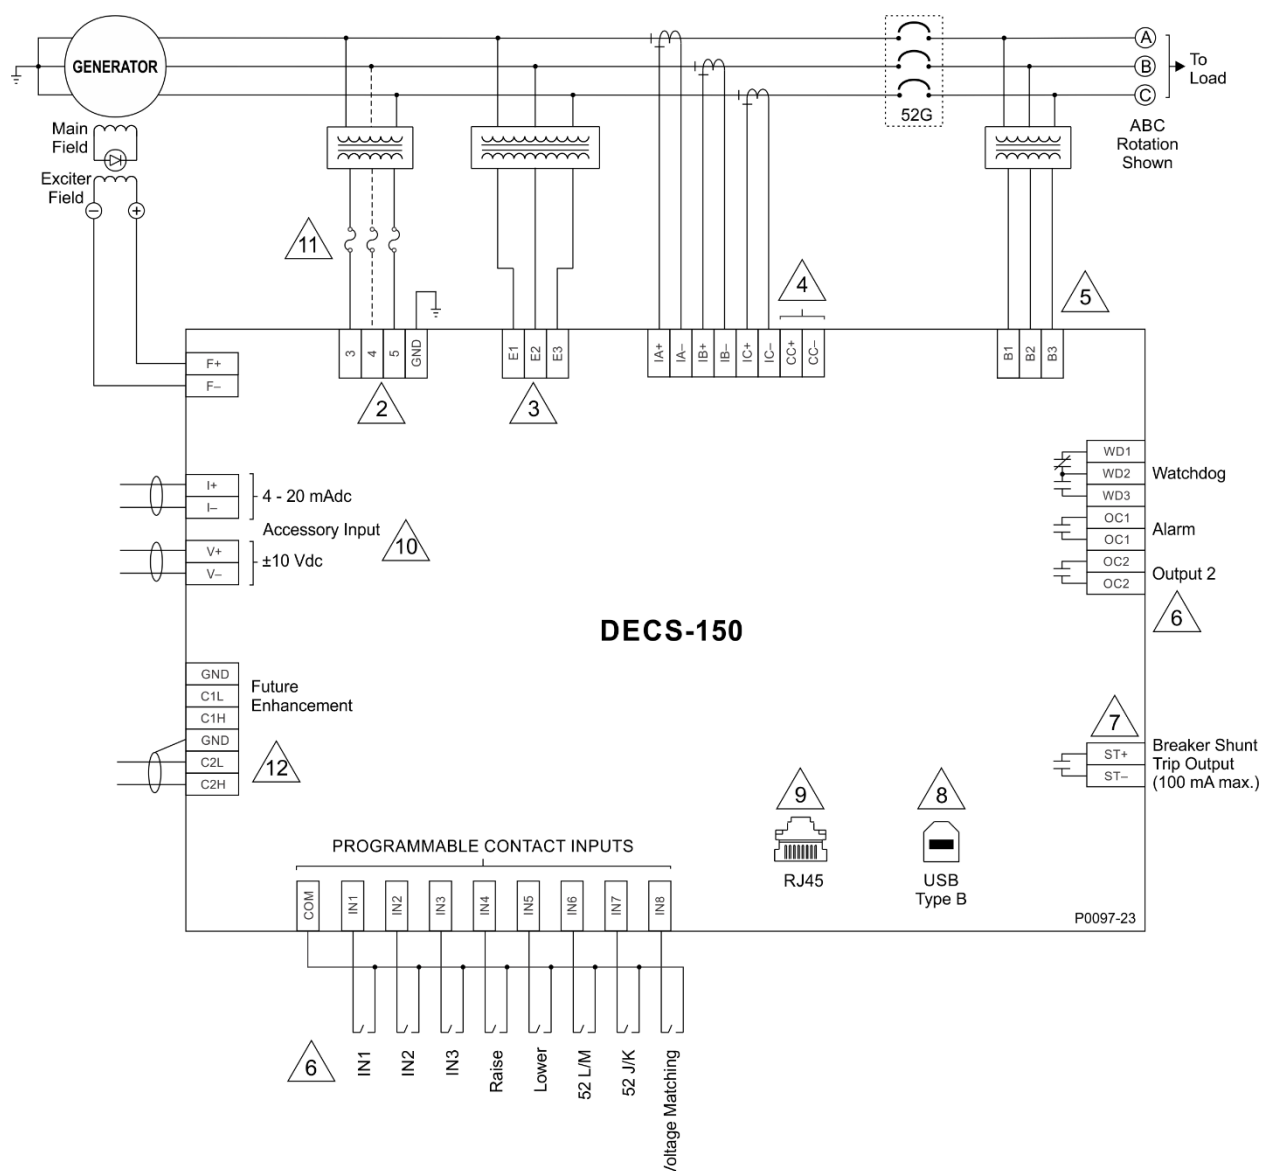 A
GENERATOR
B
To
Load
C
52G
Main
Field
ABC
Rotation
Shown
Exciter
Field
−
+
11
4
5
3
4
5
GND
E1
E2
E3
IA+
IA–
IB+
IB–
IC+
IC–
CC+
CC–
B1
B2
B3
F+
F–
2
3
WD1
WD2
WD3
Watchdog
I+
I–
4 - 20 mAdc
OC1
OC1
Alarm
Accessory Input
10
V+
V–
±10 Vdc
OC2
OC2
Output 2
6
DECS-150
GND
C1L
C1H
Future
Enhancement
GND
C2L
C2H
12
7
ST+
ST–
Breaker Shunt
Trip Output
(100 mA max.)
9
8
RJ45
USB
Type B
PROGRAMMABLE CONTACT INPUTS
COM
IN1
IN2
IN3
IN4
IN5
IN6
IN7
IN8
P0097-23
6
IN1
IN2
IN3
Raise
Lower
52 L/M
52 J/K
Voltage Matching